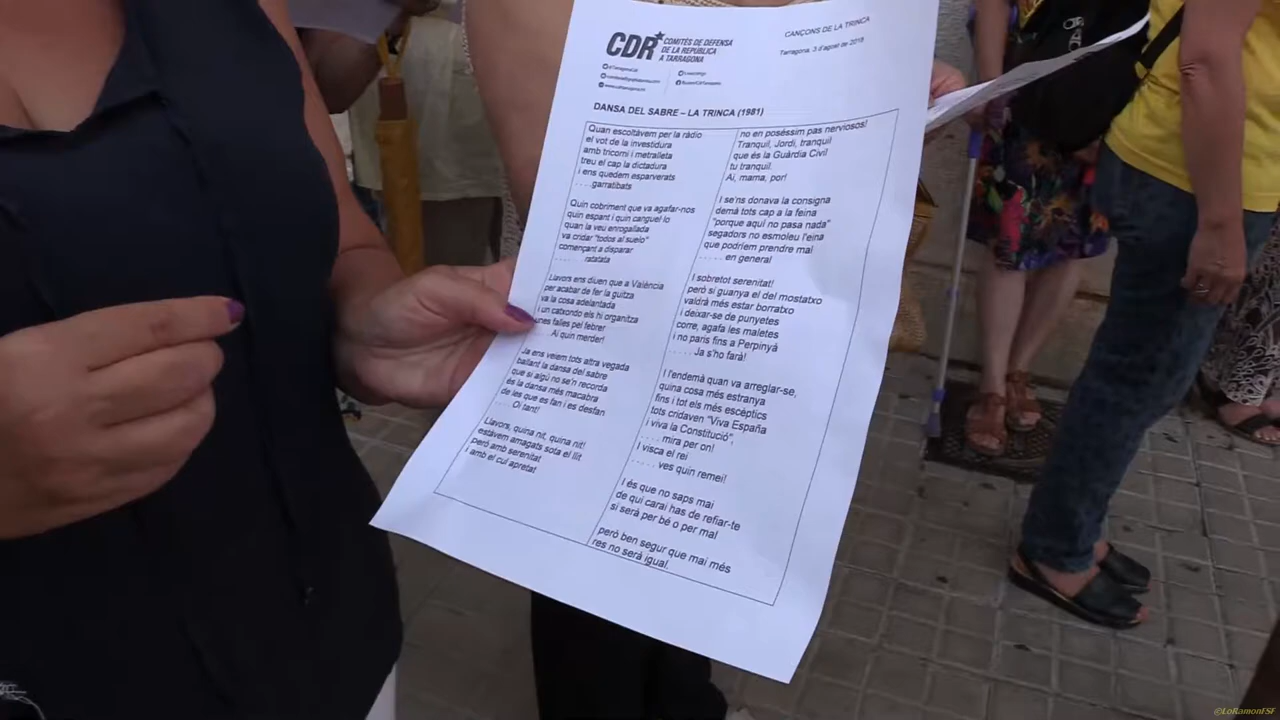 CDR
COMITÈS DE DEFENSA
DE LA REPÚBLICA
A TARRAGONA
CANÇONS DE LA TRINCA
Tarragona, 3 d'agost de 2018
DANSA DEL SABRE – LA TRINCA (1981)
Quan escoltàvem per la ràdio
el vot de la investidura
amb tricorni i metralleta
treu el cap la dictadura
i ens quedem esparverats
. . . . garratibats
Quin cobriment que va agafar-nos
quin espant i quin canguel·lo
quan la veu enrogallada
va cridar "todos al suelo"
començant a disparar
. . . . . ratatata
Llavors ens diuen que a València
per acabar de fer la guitza
va la cosa adelantada
i un catxondo els hi organitza
unes falles pel febrer
Ai quin merder!
Ja ens veiem tots altra vegada
ballant la dansa del sabre
que si algú no se'n recorda
és la dansa més macabra
de les que es fan i es desfan
. . . . Oi tant!
Llavors, quina nit, quina nit!
estàvem amagats sota el llit
però amb serenitat
i amb el cul apretat
no en poséssim pas nerviosos!
Tranquil, Jordi, tranquil
que és la Guàrdia Civil
tu tranquil.
Ai, mama, por!
I se'ns donava la consigna
demà tots cap a la feina
"porque aquí no pasa nada"
segadors no esmoleu l'eina
que podríem prendre mal
. . . . . en general
I sobretot serenitat!
però si guanya el del mostatxo
valdrà més estar borratxo
i deixar-se de punyetes
corre, agafa les maletes
i no paris fins a Perpinyà
. . . . . Ja s'ho farà!
I l'endemà quan va arreglar-se,
quina cosa més estranya
fins i tot els més escèptics
tots cridaven "Viva España
i viva la Constitució",
. . . . mira per on!
I visca el rei
. . . . . ves quin remei!
I és que no saps mai
de qui carai has de refiar-te
si serà per bé o per mal
però ben segur que mai més
res no serà igual.
©LoRamonFSF